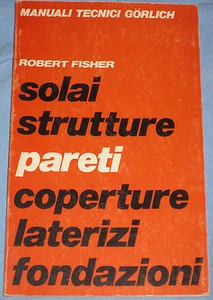 MANUALI TECNICI GÖRLICH
ROBERT FISHER
solai
strutture
pareti
coperture
laterizi
fondazioni